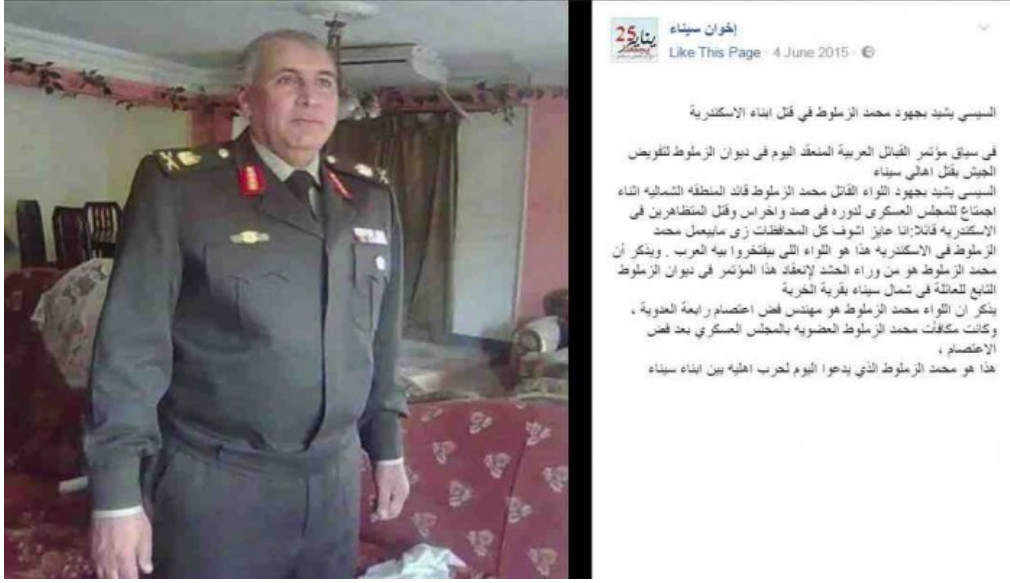 إخوان سيناء
Like This Page · 4 June 2015
25 يناير
السيسي يشيد بجهود محمد الزملوط في قتل ابناء الاسكندرية
فى سياق مؤتمر القبائل العربية المنعقد اليوم فى ديوان الزملوط لتفويض
الجيش بقتل اهالي سيناء
السيسى يشيد بجهود اللواء القاتل محمد الزملوط قائد المنطقه الشماليه اثناء
اجمتاع للمجلس العسكرى لدوره فى صد واخراس وقتل المتظاهرين فى
الاسكندريه قائلا:انا عايز اشوف كل المحافظات زى مابيعمل محمد
الزملوط فى الاسكندريه هذا هو اللواء اللى بيفتخروا بيه العرب . ويذكر أن
محمد الزملوط هو من وراء الحشد لإنعقاد هذا المؤتمر فى ديوان الزملوط
التابع للعائلة فى شمال سيناء بقرية الخربة
يذكر ان اللواء محمد الزملوط هو مهندس فض اعتصام رابعة العدوية ،
وكانت مكافأت محمد الزملوط العضويه بالمجلس العسكري بعد فض
الاعتصام ،
هذا هو محمد الزملوط الذي يدعوا اليوم لحرب اهليه بين ابناء سيناء